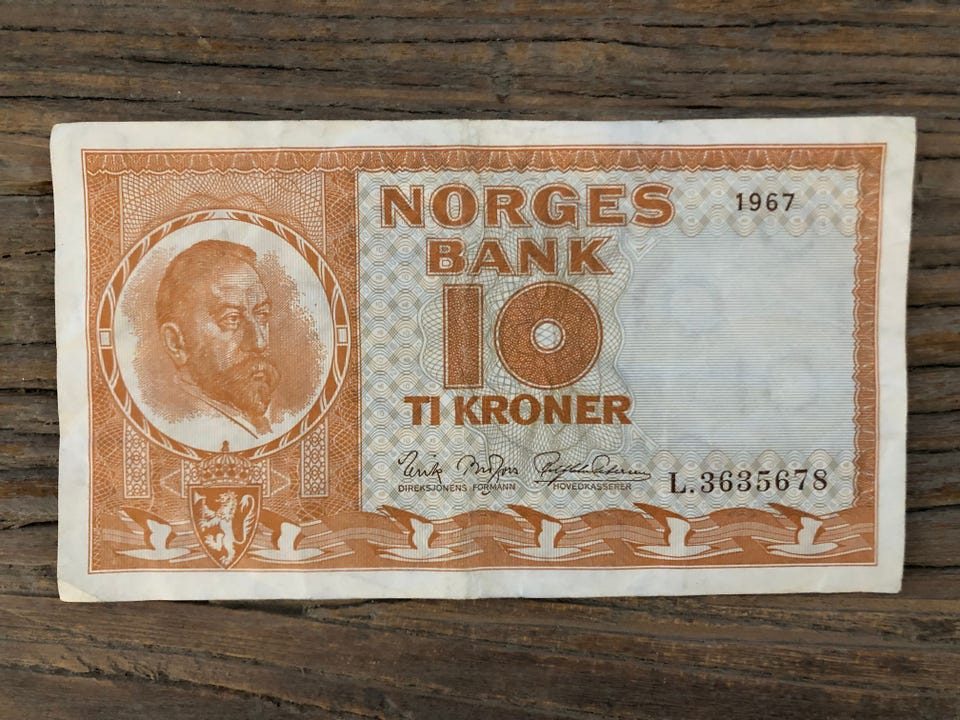 NORGES
1967
BANK
10
TI KRONER
DIREKSJONENS FORMANN
HOVEDKASSERER
L.3635678